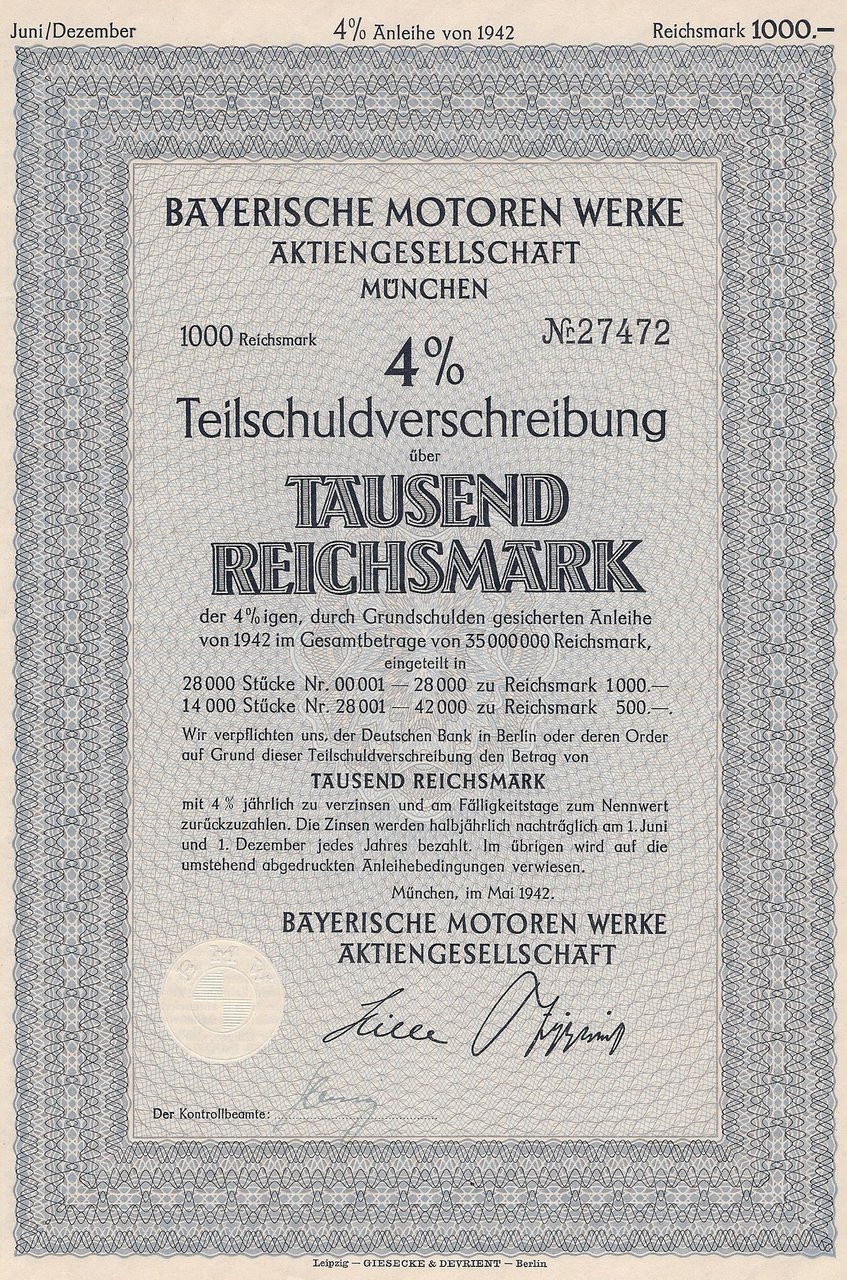 Juni/Dezember 4% Anleihe von 1942 Reichsmark 1000.—
BAYERISCHE MOTOREN WERKE
AKTIENGESELLSCHAFT
MÜNCHEN
1000 Reichsmark Nr. 27472
4%
Teilschuldverschreibung
über
TAUSEND
REICHSMARK
der 4%igen, durch Grundschulden gesicherten Anleihe
von 1942 im Gesamtbetrage von 35 000 000 Reichsmark,
eingeteilt in
28 000 Stücke Nr. 00 001 — 28 000 zu Reichsmark 1000.—
14 000 Stücke Nr. 28 001 — 42 000 zu Reichsmark 500.—.
Wir verpflichten uns, der Deutschen Bank in Berlin oder deren Order
auf Grund dieser Teilschuldverschreibung den Betrag von
TAUSEND REICHSMARK
mit 4% jährlich zu verzinsen und am Fälligkeitstage zum Nennwert
zurückzuzahlen. Die Zinsen werden halbjährlich nachträglich am 1. Juni
und 1. Dezember jedes Jahres bezahlt. Im übrigen wird auf die
umstehend abgedruckten Anleihebedingungen verwiesen.
München, im Mai 1942.
BAYERISCHE MOTOREN WERKE
AKTIENGESELLSCHAFT
BMW
Hille
Der Kontrollbeamte:
Leipzig — GIESECKE & DEVRIENT — Berlin